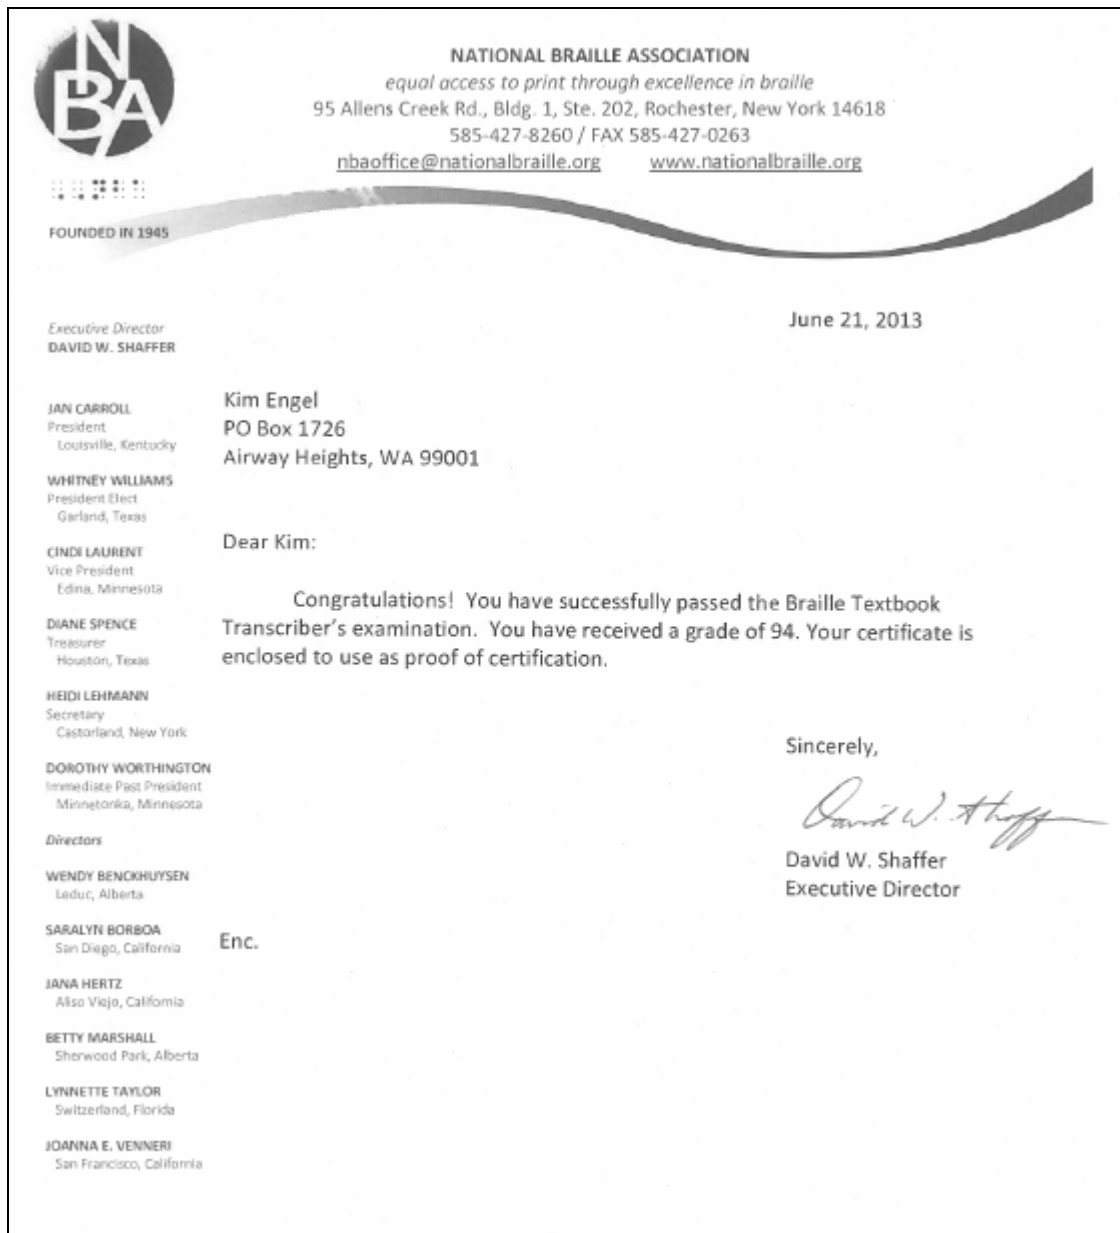 NBA
NATIONAL BRAILLE ASSOCIATION
equal access to print through excellence in braille
95 Allens Creek Rd., Bldg. 1, Ste. 202, Rochester, New York 14618
585-427-8260 / FAX 585-427-0263
nbaoffice@nationalbraille.org www.nationalbraille.org
FOUNDED IN 1945
June 21, 2013
Executive Director
DAVID W. SHAFFER
JAN CARROLL
President
Louisville, Kentucky
WHITNEY WILLIAMS
President Elect
Garland, Texas
CINDI LAURENT
Vice President
Edina, Minnesota
DIANE SPENCE
Treasurer
Houston, Texas
HEIDI LEHMANN
Secretary
Castorland, New York
DOROTHY WORTHINGTON
Immediate Past President
Minnetonka, Minnesota
Directors
WENDY BENCKHUYSEN
Leduc, Alberta
SARALYN BORBOA
San Diego, California
JANA HERTZ
Aliso Viejo, California
BETTY MARSHALL
Sherwood Park, Alberta
LYNNETTE TAYLOR
Switzerland, Florida
JOANNA E. VENNERI
San Francisco, California
Kim Engel
PO Box 1726
Airway Heights, WA 99001
Dear Kim:
Congratulations! You have successfully passed the Braille Textbook
Transcriber's examination. You have received a grade of 94. Your certificate is
enclosed to use as proof of certification.
Sincerely,
David W. Shaffer
David W. Shaffer
Executive Director
Enc.